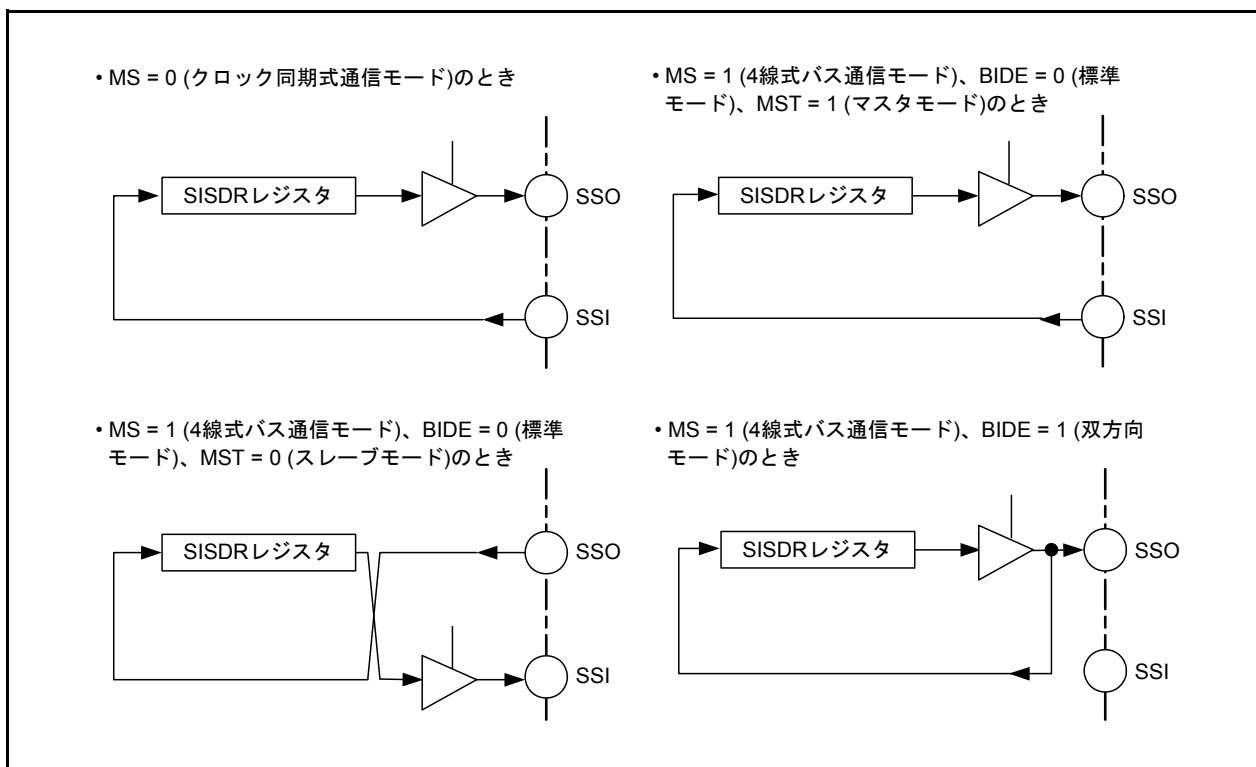 • MS = 0 (クロック同期式通信モード)のとき
SISDRレジスタ
SSO
SSI
• MS = 1 (4線式バス通信モード)、BIDE = 0 (標準
モード)、MST = 1 (マスタモード)のとき
SISDRレジスタ
SSO
SSI
• MS = 1 (4線式バス通信モード)、BIDE = 0 (標準
モード)、MST = 0 (スレーブモード)のとき
SISDRレジスタ
SSO
SSI
• MS = 1 (4線式バス通信モード)、BIDE = 1 (双方向
モード)のとき
SISDRレジスタ
SSO
SSI